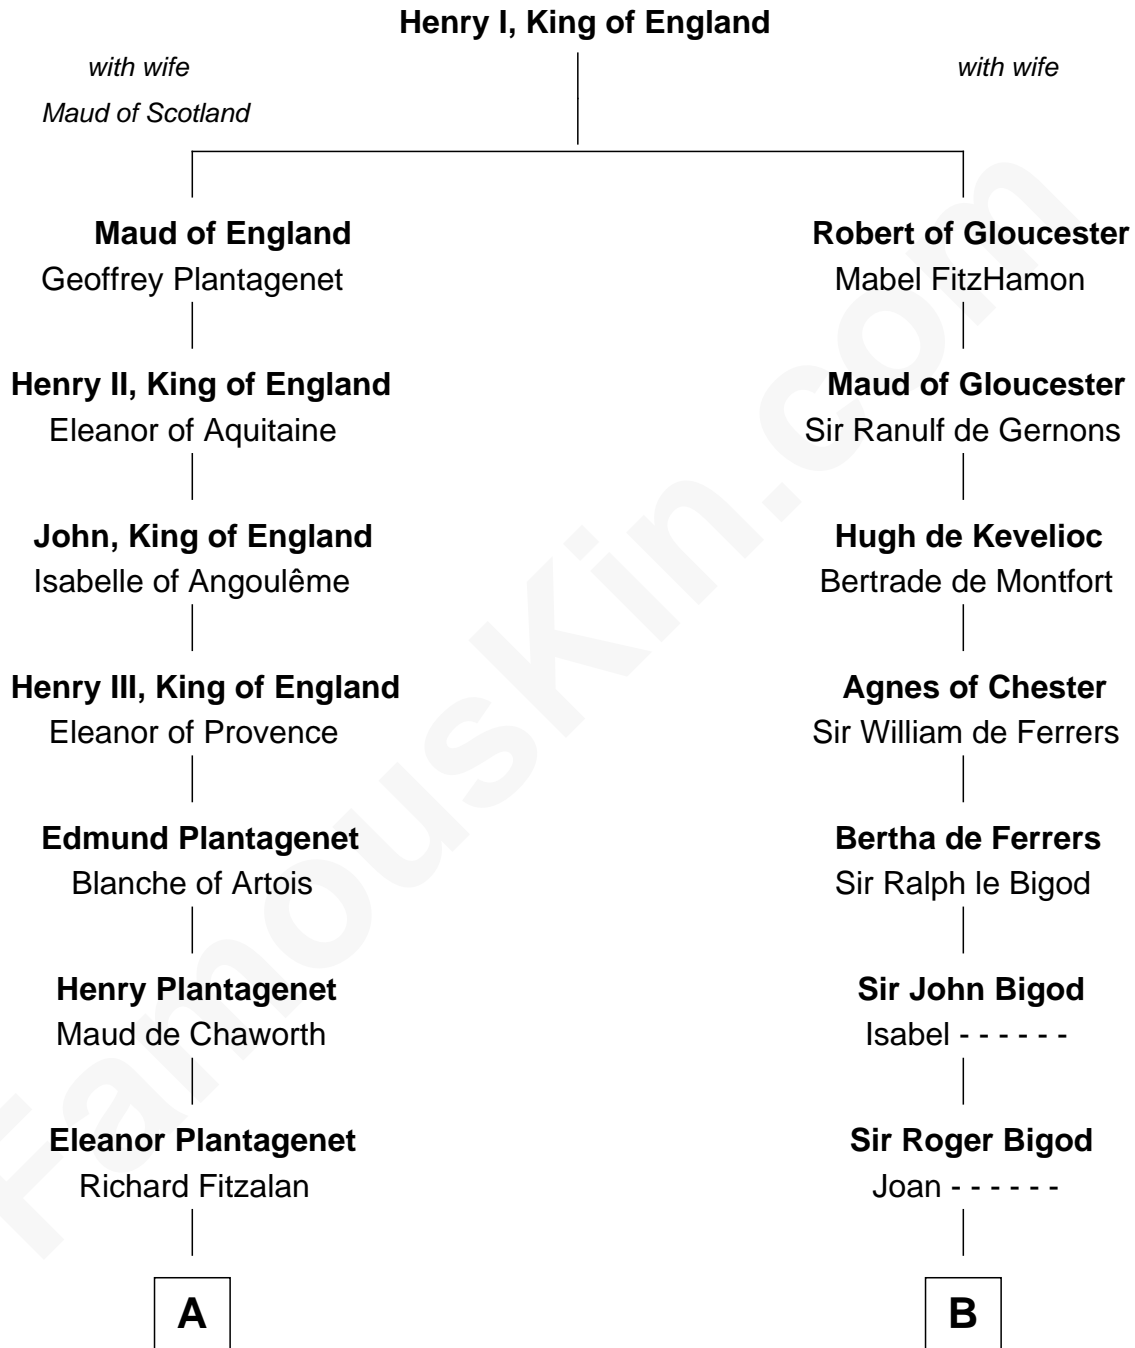 Henry I, King of England
with wife
Maud of Scotland
with wife
Maud of England
Geoffrey Plantagenet
Robert of Gloucester
Mabel FitzHamon
Henry II, King of England
Eleanor of Aquitaine
Maud of Gloucester
Sir Ranulf de Gernons
John, King of England
Isabelle of Angoulême
Hugh de Kevelioc
Bertrade de Montfort
Henry III, King of England
Eleanor of Provence
Agnes of Chester
Sir William de Ferrers
Edmund Plantagenet
Blanche of Artois
Bertha de Ferrers
Sir Ralph le Bigod
Henry Plantagenet
Maud de Chaworth
Sir John Bigod
Isabel - - - - - -
Eleanor Plantagenet
Richard Fitzalan
Sir Roger Bigod
Joan - - - - - -
A
B
FamousKin.com